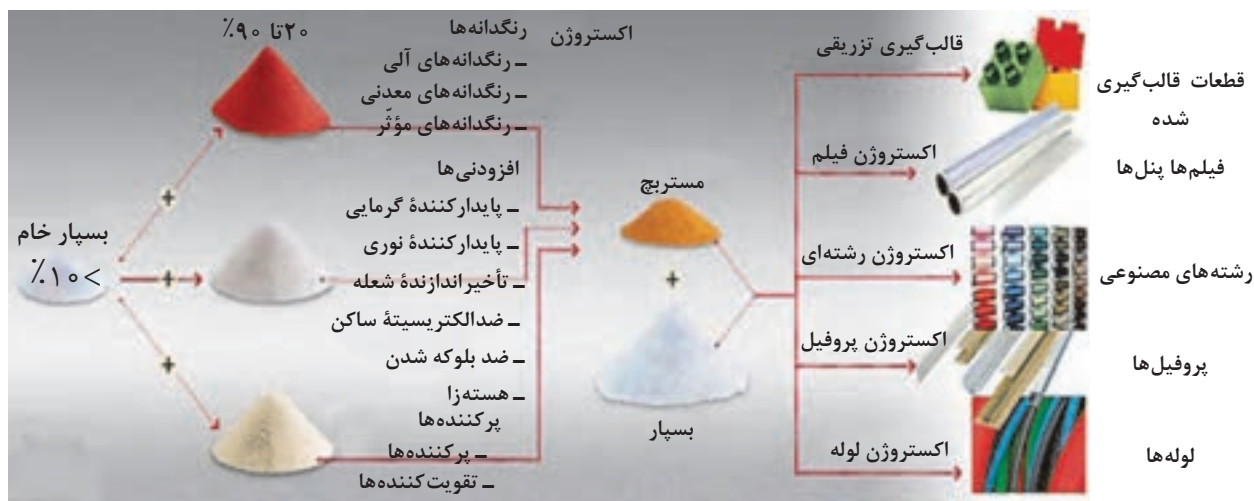 ۲۰ تا ۹۰٪
بسپار خام
>۱۰٪
+
+
+
رنگدانه‌ها
ـ رنگدانه‌های آلی
ـ رنگدانه‌های معدنی
ـ رنگدانه‌های مؤثّر
افزودنی‌ها
ـ پایدارکنندهٔ گرمایی
ـ پایدارکنندهٔ نوری
ـ تأخیراندازندهٔ شعله
ـ ضدالکتریسیتهٔ ساکن
ـ ضد بلوکه شدن
ـ هسته‌زا
پرکننده‌ها
ـ پرکننده‌ها
ـ تقویت‌کننده‌ها
اکستروژن
مستربچ
+
بسپار
قالب‌گیری تزریقی
اکستروژن فیلم
اکستروژن رشته‌ای
اکستروژن پروفیل
اکستروژن لوله
قطعات قالب‌گیری
شده
فیلم‌ها پنل‌ها
رشته‌های مصنوعی
پروفیل‌ها
لوله‌ها